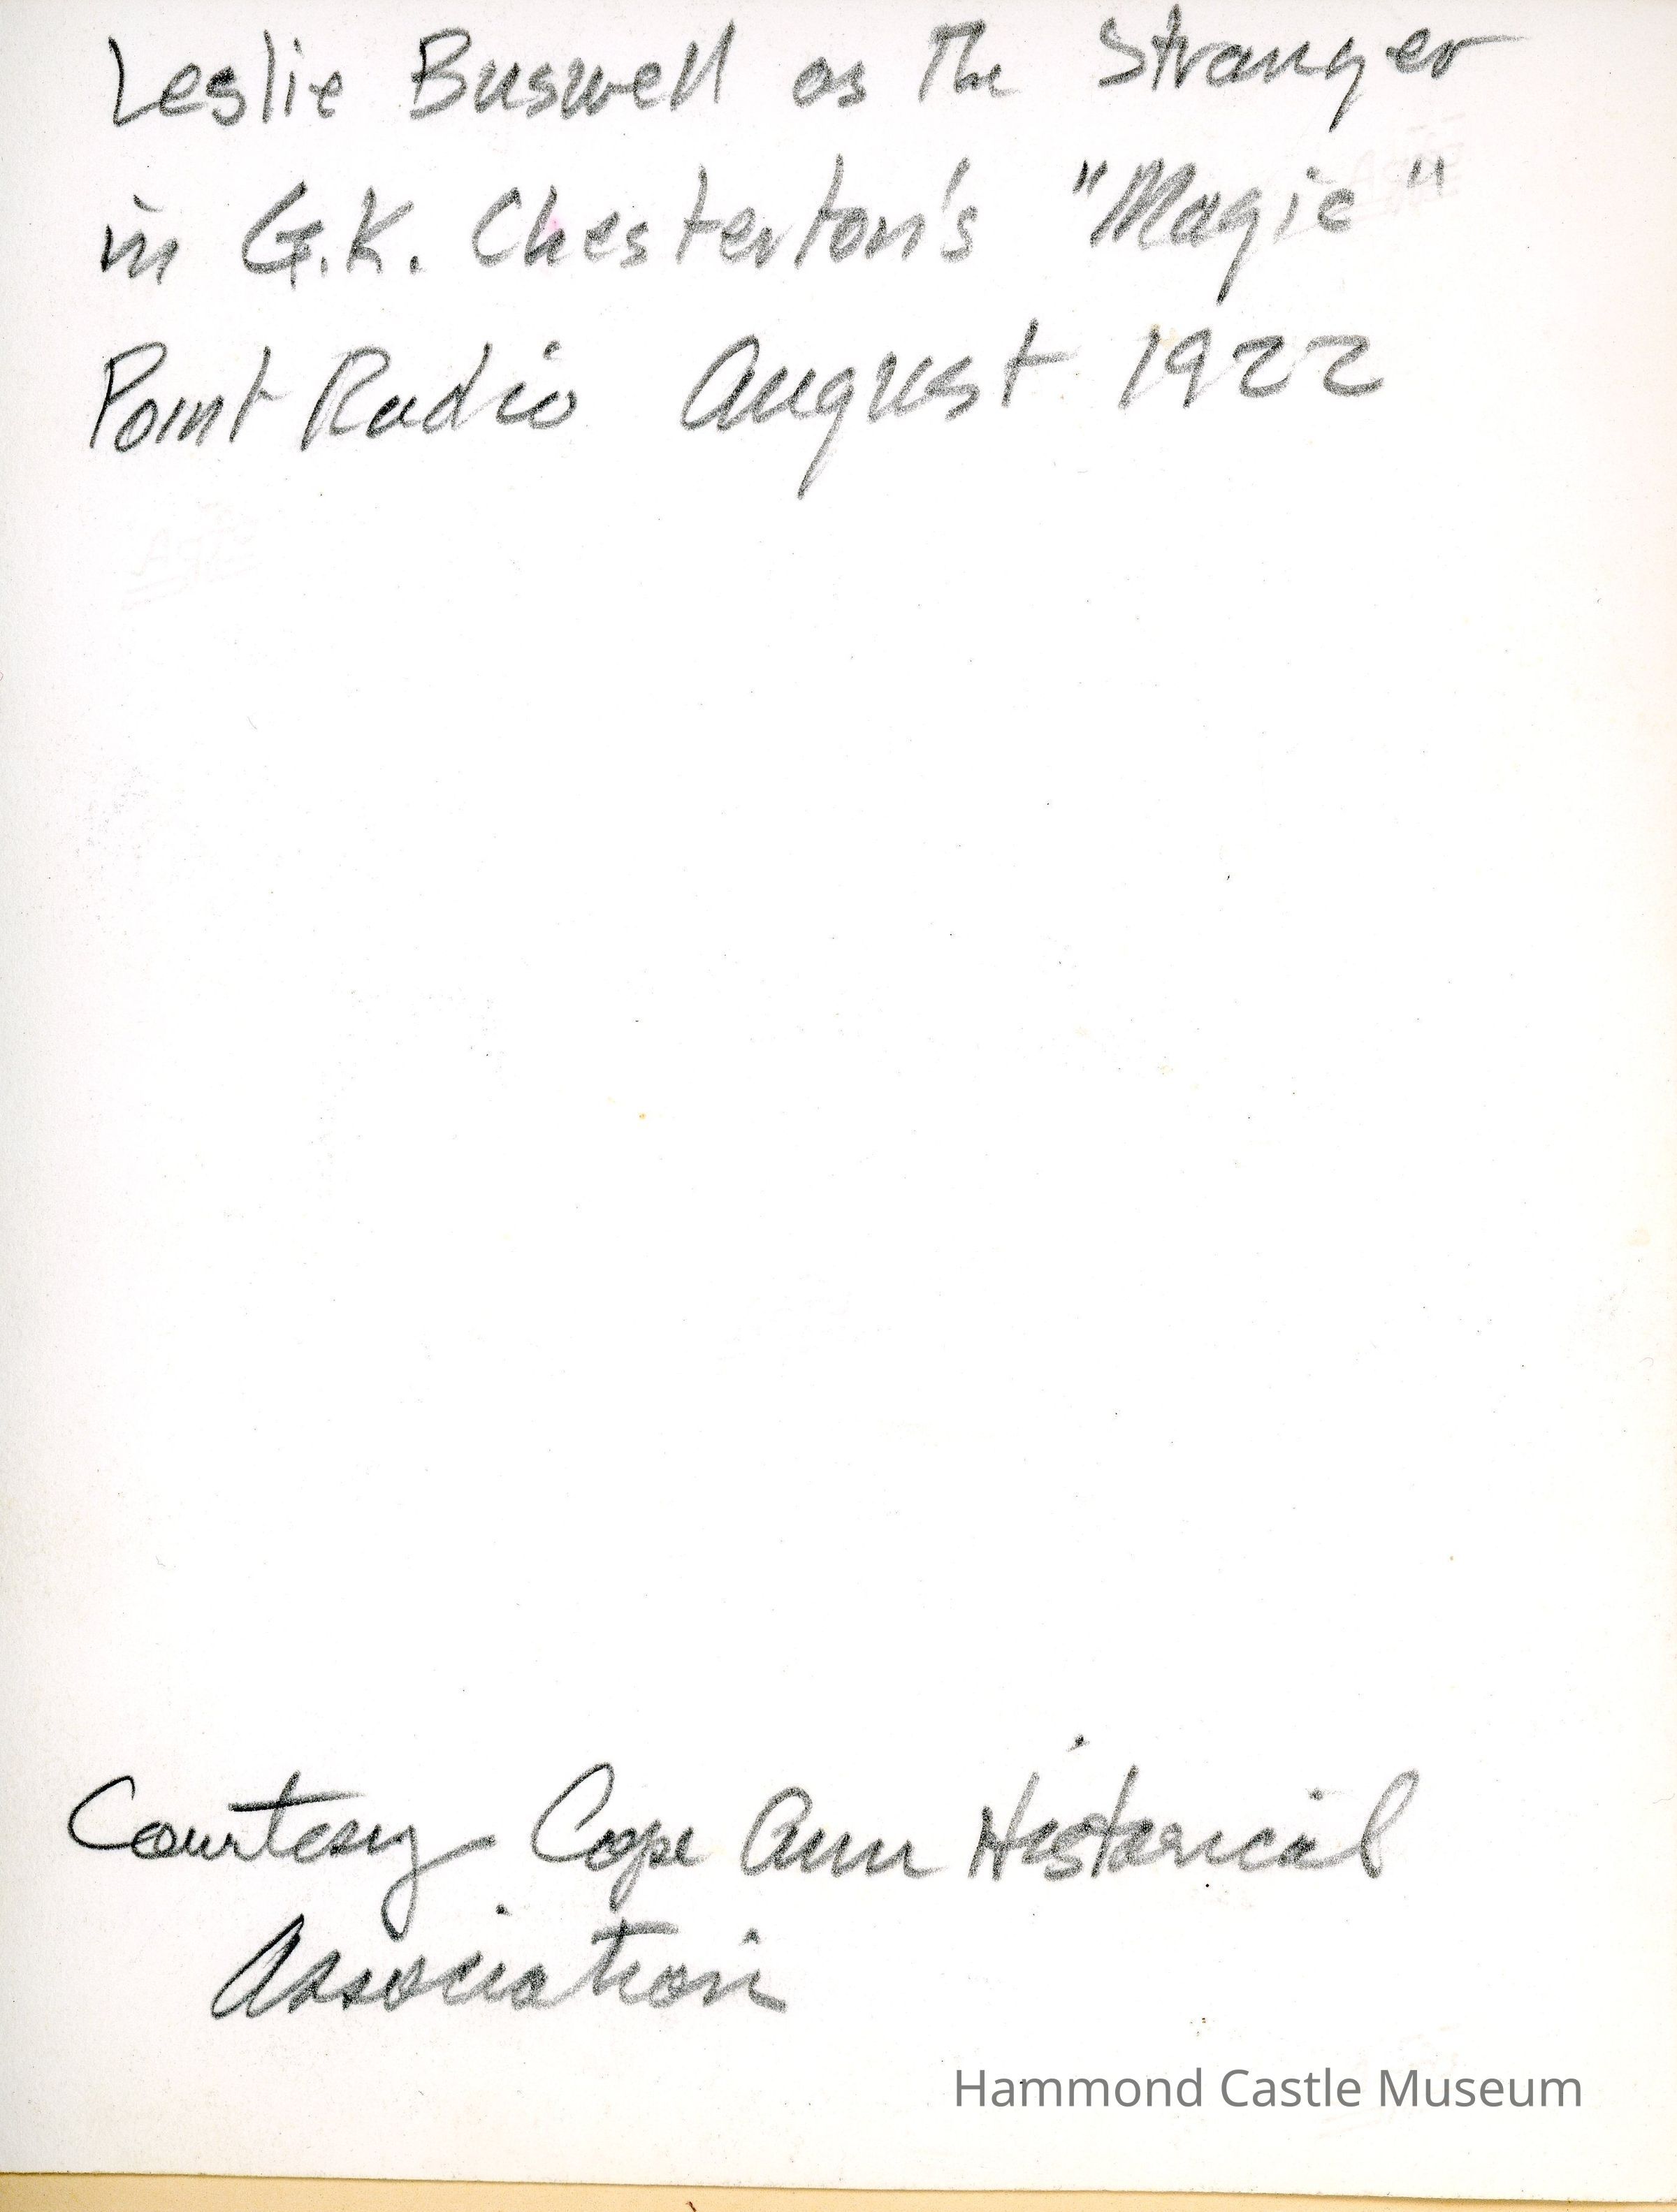 Leslie Buswell as The Stranger
in G.K. Chesterton's "Magic"
Point Radio August 1922
Courtesy Cape Ann Historical
Association
Hammond Castle Museum